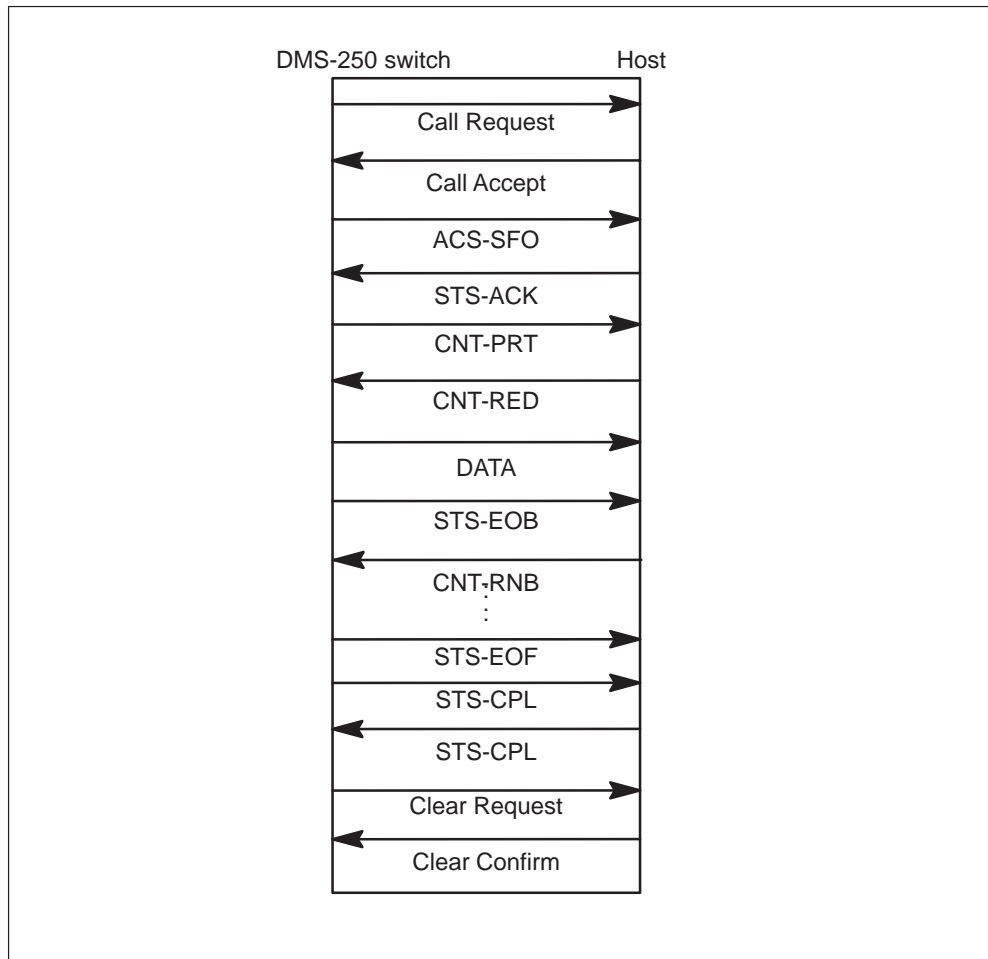 DMS-250 switch Host
Call Request
Call Accept
ACS-SFO
STS-ACK
CNT-PRT
CNT-RED
DATA
STS-EOB
CNT-RNB
STS-EOF
STS-CPL
STS-CPL
Clear Request
Clear Confirm